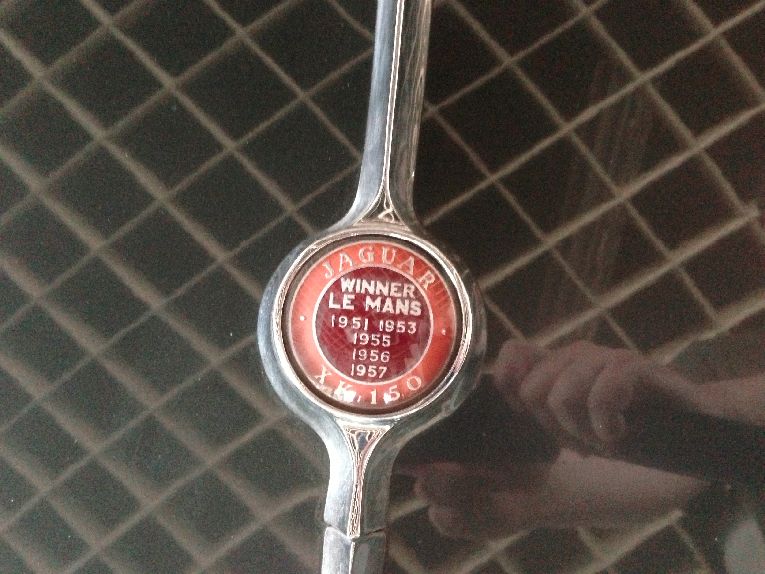 JAGUAR
WINNER
LE MANS
1951 1953
1955
1956
1957
XK.150